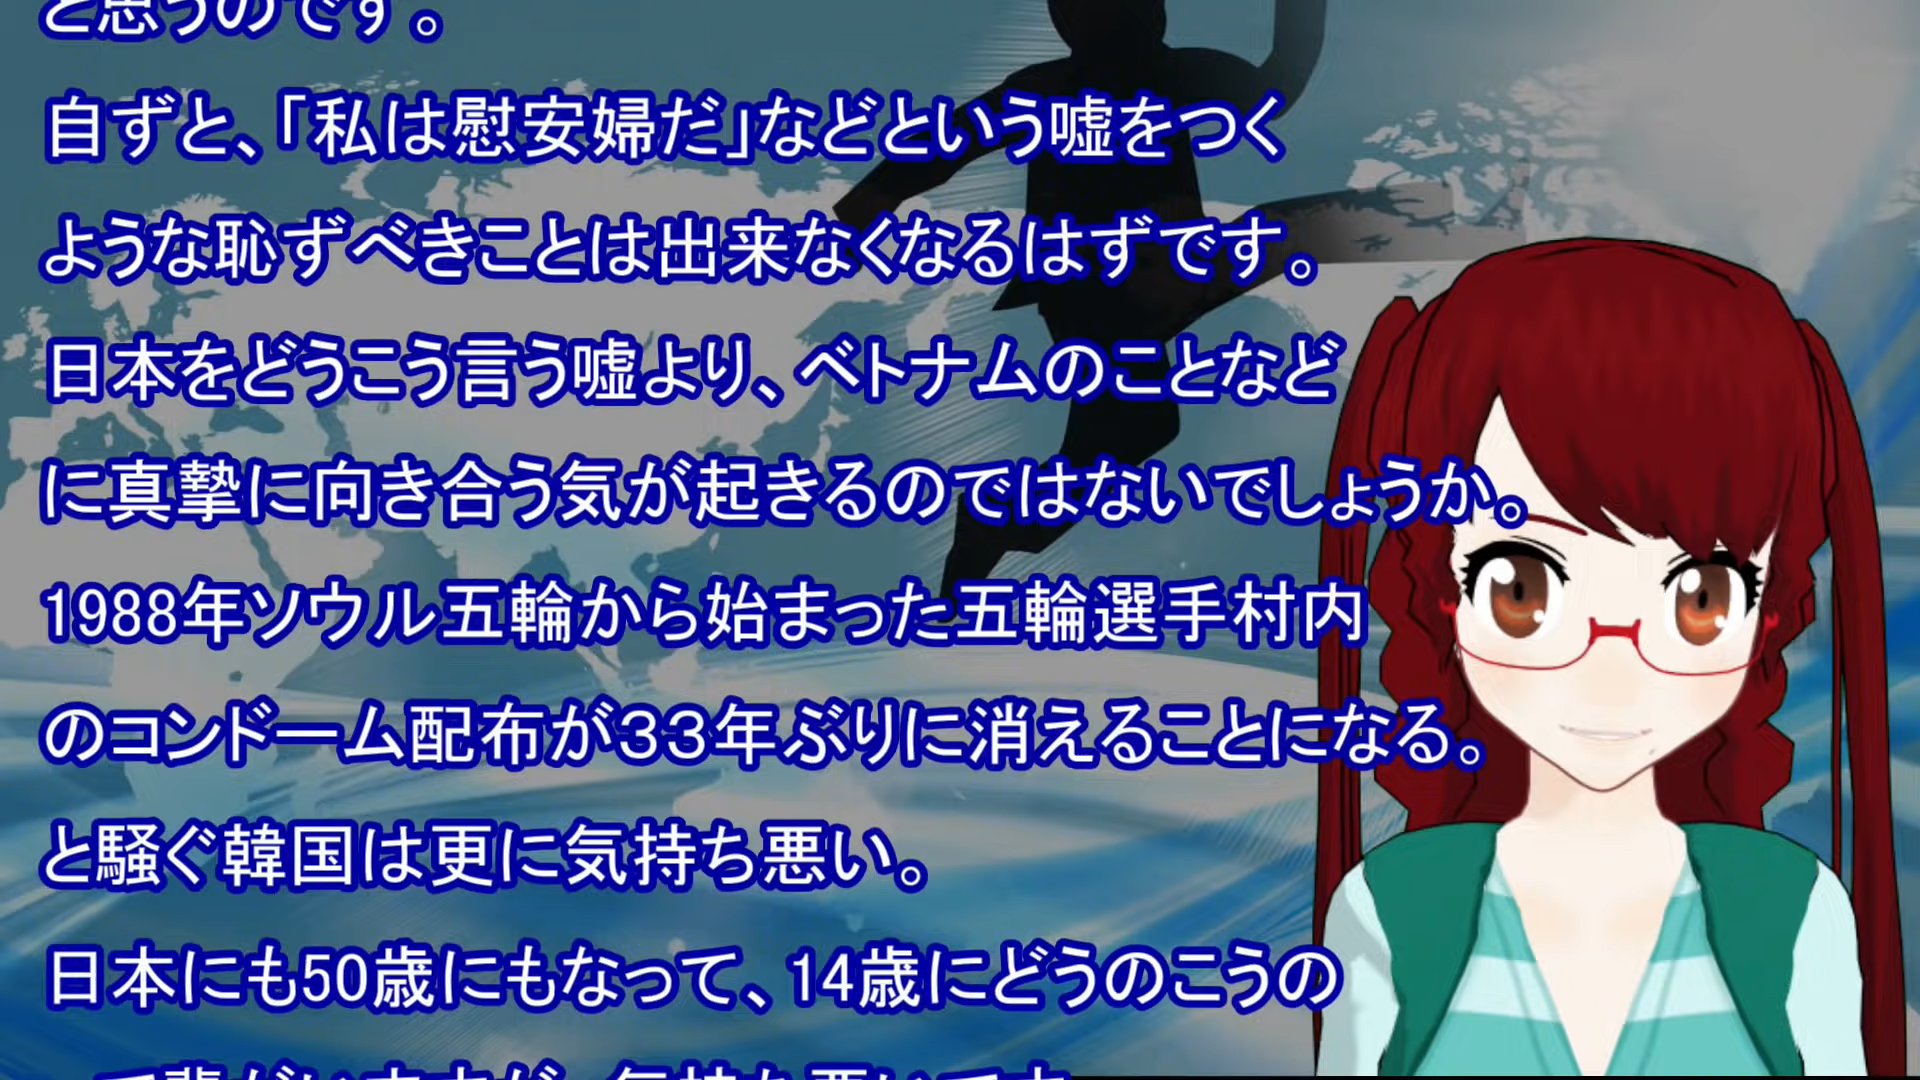 と思うのです。
自ずと、「私は慰安婦だ」などという嘘をつく
ような恥ずべきことは出来なくなるはずです。
日本をどうこう言う嘘より、ベトナムのことなど
に真摯に向き合う気が起きるのではないでしょうか。
1988年ソウル五輪から始まった五輪選手村内
のコンドーム配布が３３年ぶりに消えることになる。
と騒ぐ韓国は更に気持ち悪い。
日本にも50歳にもなって、14歳にどうのこうの